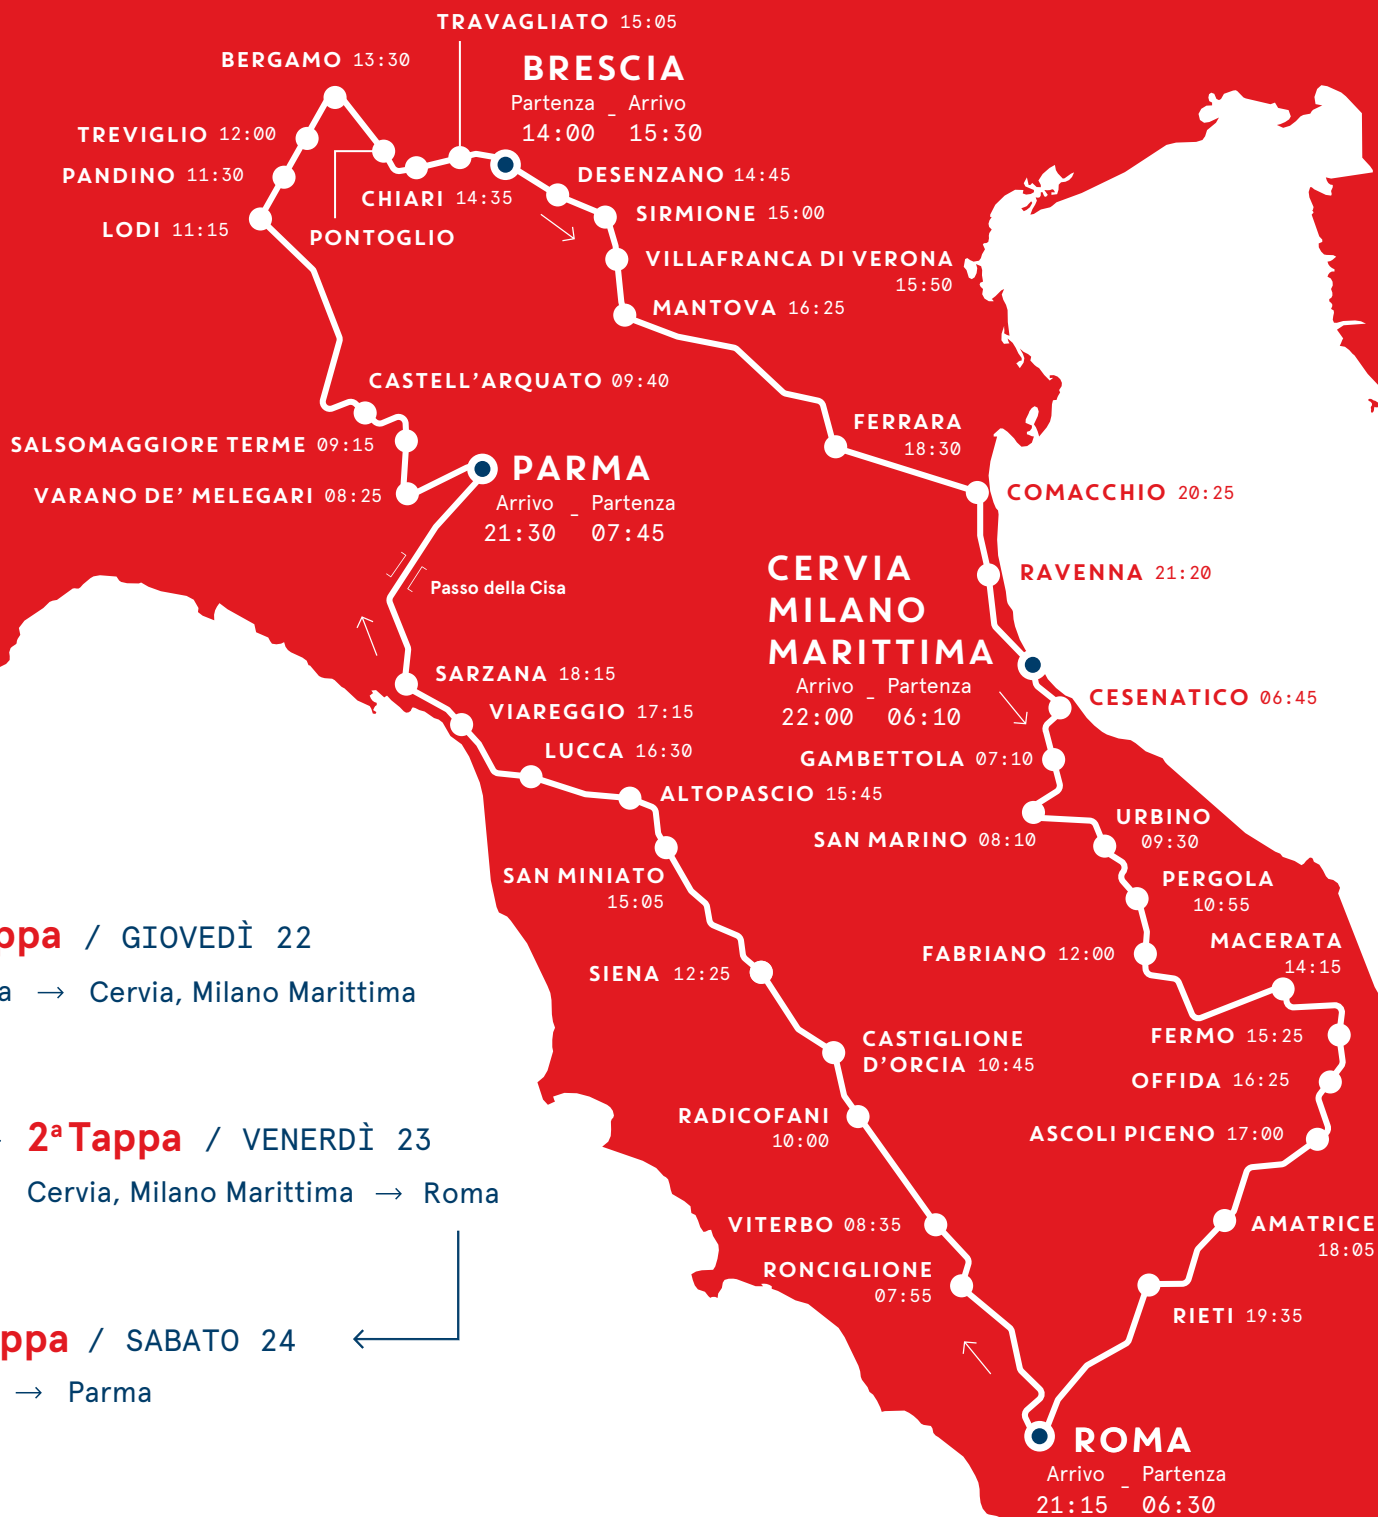 TRAVAGLIATO 15:05
BERGAMO 13:30
BRESCIA
Partenza - Arrivo
14:00 15:30
TREVIGLIO 12:00
PANDINO 11:30
DESENZANO 14:45
CHIARI 14:35
SIRMIONE 15:00
LODI 11:15
PONTOGLIO
VILLAFRANCA DI VERONA
15:50
MANTOVA 16:25
CASTELL'ARQUATO 09:40
FERRARA
18:30
SALSOMAGGIORE TERME 09:15
PARMA
Arrivo - Partenza
21:30 07:45
VARANO DE' MELEGARI 08:25
COMACCHIO 20:25
CERVIA
MILANO
MARITTIMA
Arrivo - Partenza
22:00 06:10
RAVENNA 21:20
Passo della Cisa
SARZANA 18:15
CESENATICO 06:45
VIAREGGIO 17:15
LUCCA 16:30
GAMBETTOLA 07:10
ALTOPASCIO 15:45
URBINO
09:30
SAN MARINO 08:10
SAN MINIATO
15:05
PERGOLA
10:55
MACERATA
14:15
FABRIANO 12:00
SIENA 12:25
ppa / GIOVEDÌ 22
a → Cervia, Milano Marittima
CASTIGLIONE
D'ORCIA 10:45
FERMO 15:25
OFFIDA 16:25
RADICOFANI
10:00
ASCOLI PICENO 17:00
2ª Tappa / VENERDÌ 23
Cervia, Milano Marittima → Roma
VITERBO 08:35
AMATRICE
18:05
RONCIGLIONE
07:55
RIETI 19:35
ppa / SABATO 24
→ Parma
ROMA
Arrivo - Partenza
21:15 06:30